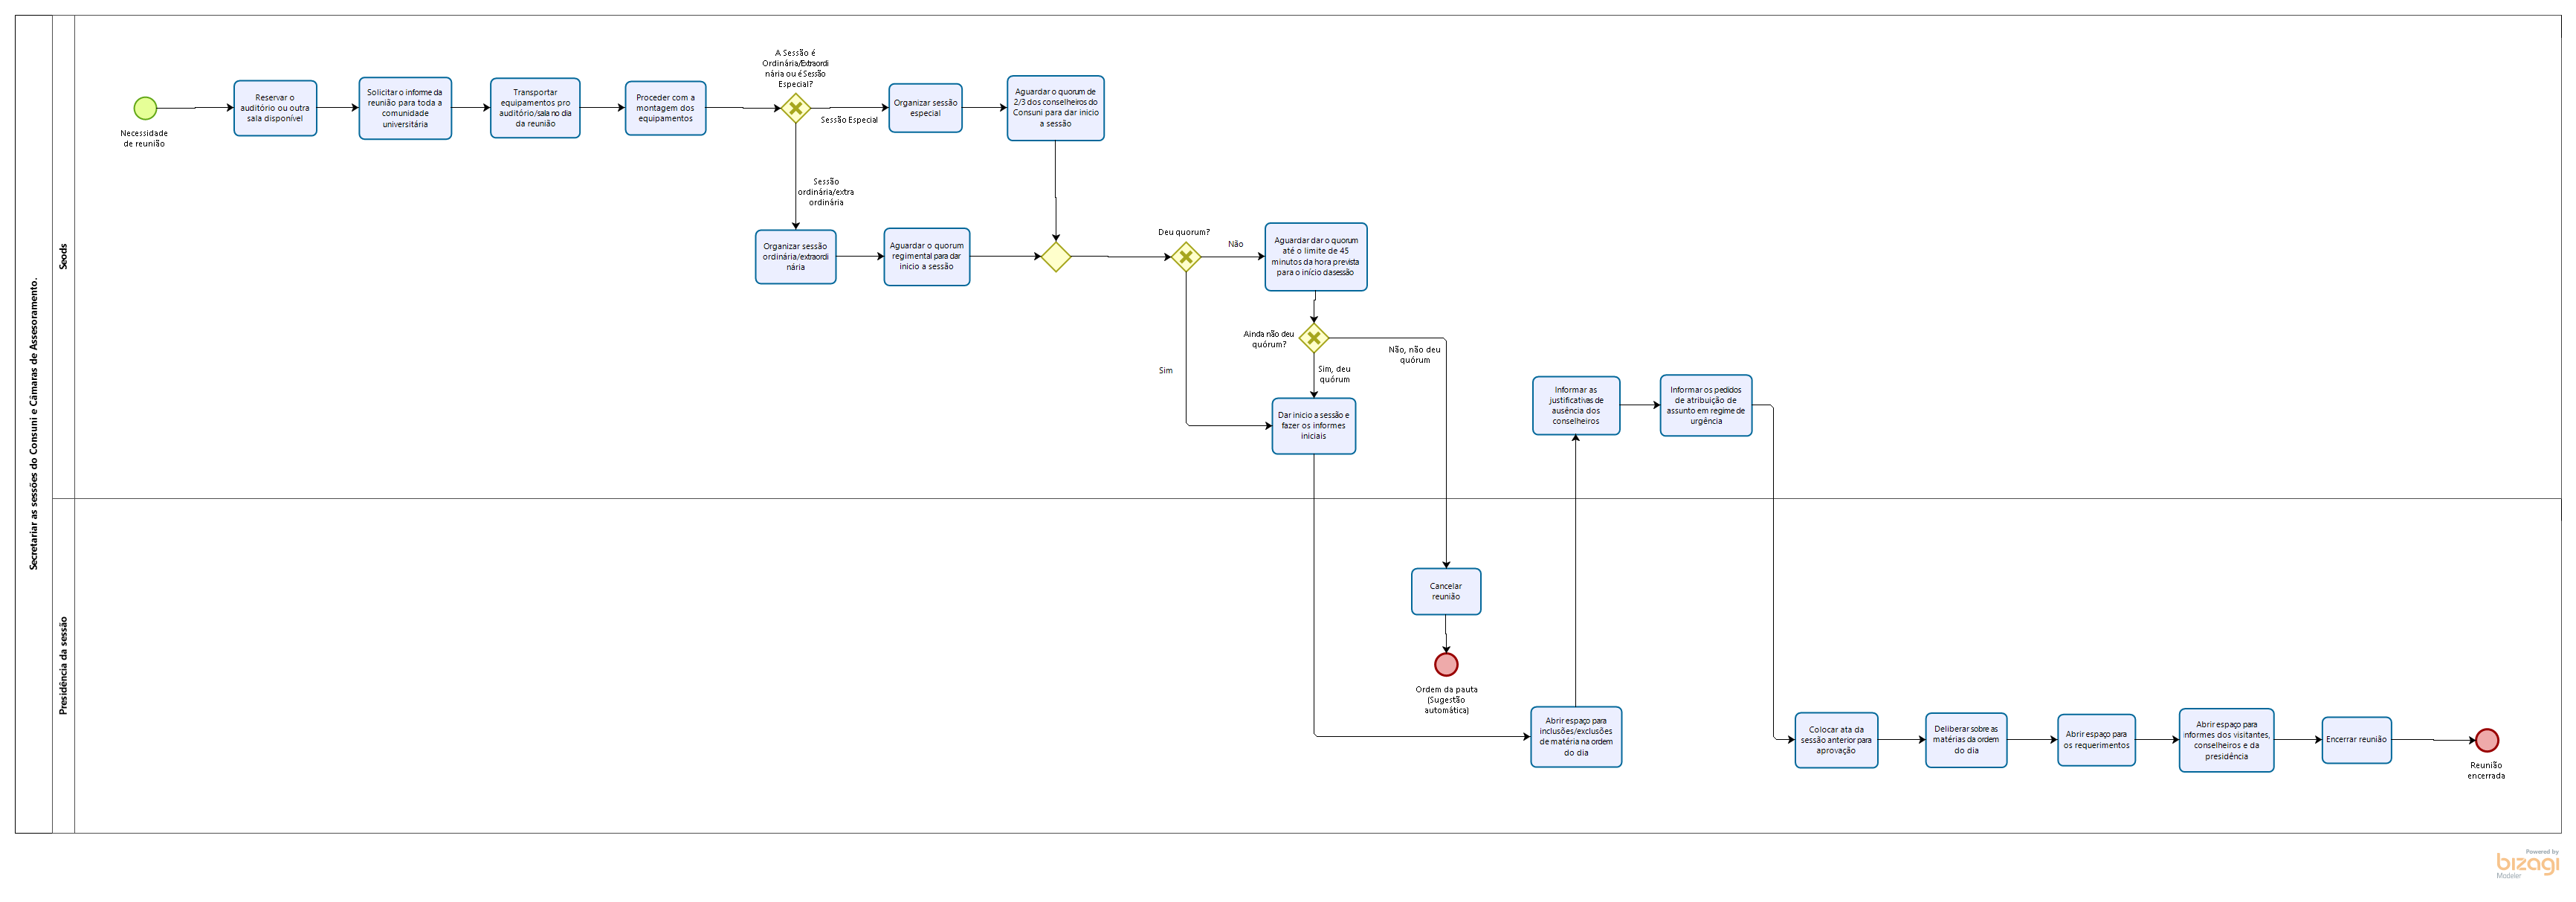 Secretariar as sessões do Consuni e Câmaras de Assesoramento.
Seods
Necessidade
de reunião
Reservar o
auditório ou outra
sala disponível
Solicitar o informe da
reunião para toda a
comunidade
universitária
Transportar
equipamentos pro
auditório/sala no dia
da reunião
Proceder com a
montagem dos
equipamentos
A Sessão é
Ordinária/Extraordi
nária ou é Sessão
Especial?
Sessão Especial
Organizar sessão
especial
Aguardar o quorum de
2/3 dos conselheiros do
Consuni para dar inicio
a sessão
Sessão
ordinária/extra
ordinária
Organizar sessão
ordinária/extraordi
nária
Aguardar o quorum
regimental para dar
inicio a sessão
Deu quorum?
Não
Aguardar dar o quorum
até o limite de 45
minutos da hora prevista
para o início dasessão
Ainda não deu
quórum?
Não, não deu
quórum
Sim
Sim, deu
quórum
Dar inicio a sessão e
fazer os informes
iniciais
Informar as
justificativas de
ausência dos
conselheiros
Informar os pedidos
de atribuição de
assunto em regime de
urgência
Presidência da sessão
Cancelar
reunião
Ordem da pauta
(Sugestão
automática)
Abrir espaço para
inclusões/exclusões
de matéria na ordem
do dia
Colocar ata da
sessão anterior para
aprovação
Deliberar sobre as
matérias da ordem
do dia
Abrir espaço para
os requerimentos
Abrir espaço para
informes dos visitantes,
conselheiros e da
presidência
Encerrar reunião
Reunião
encerrada
Powered by
bizagi
Modeler